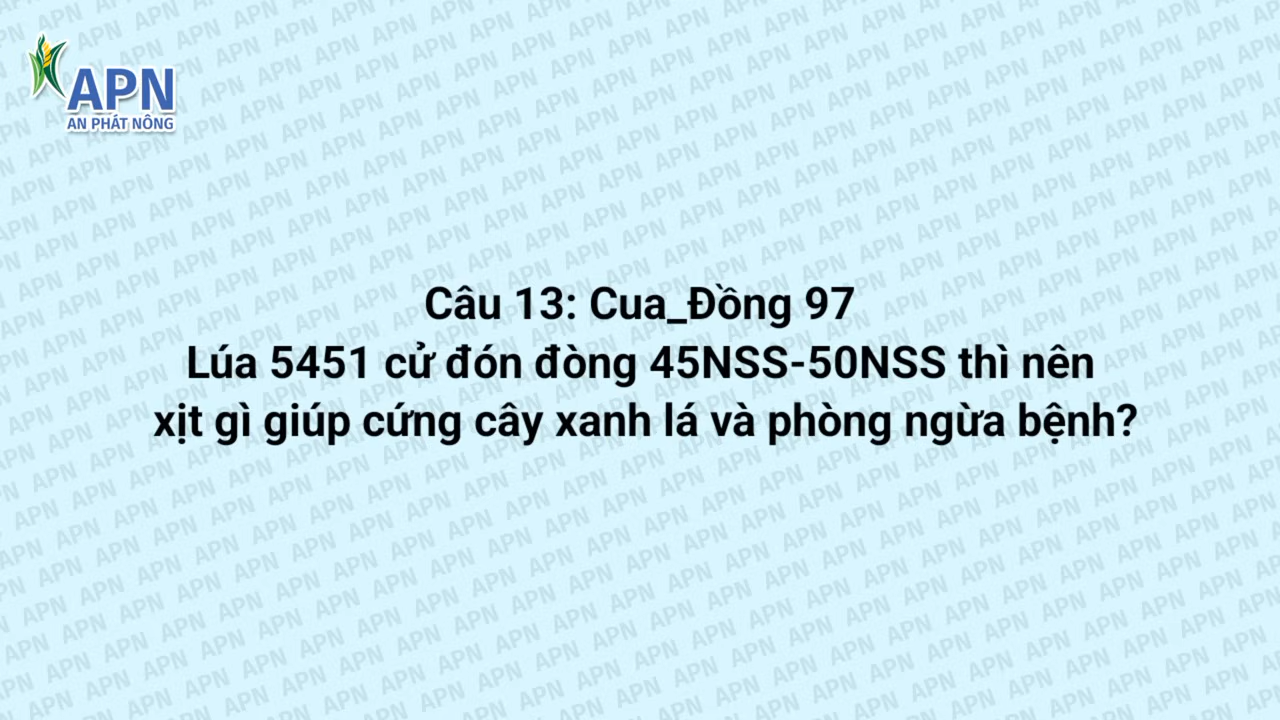 APN
AN PHÁT NÔNG
Câu 13: Cua_Đồng 97
Lúa 5451 cử đón đòng 45NSS-50NSS thì nên
xịt gì giúp cứng cây xanh lá và phòng ngừa bệnh?